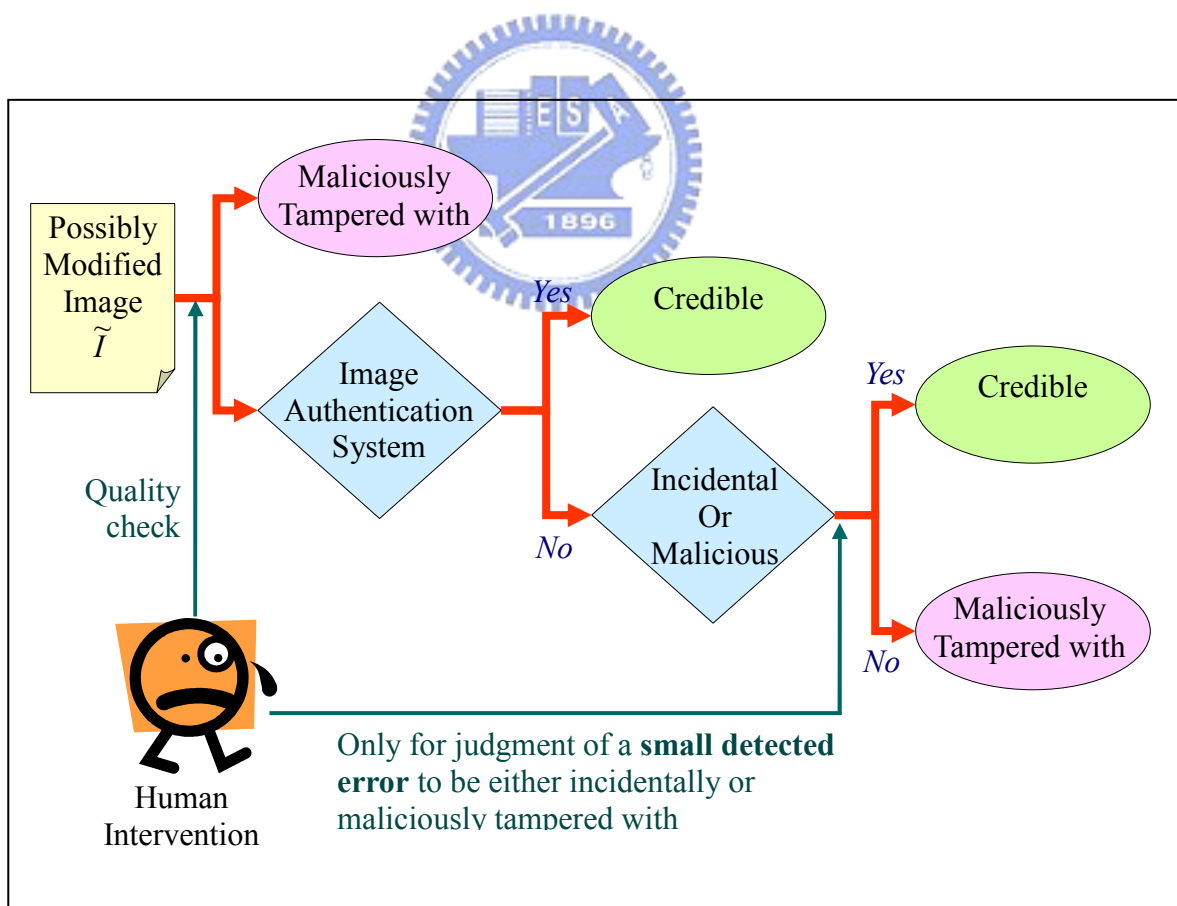 E S A
1896
Possibly
Modified
Image
Ĩ
Maliciously
Tampered with
Image
Authentication
System
Yes
Credible
No
Incidental
Or
Malicious
Yes
Credible
No
Maliciously
Tampered with
Quality
check
Human
Intervention
Only for judgment of a small detected
error to be either incidentally or
maliciously tampered with